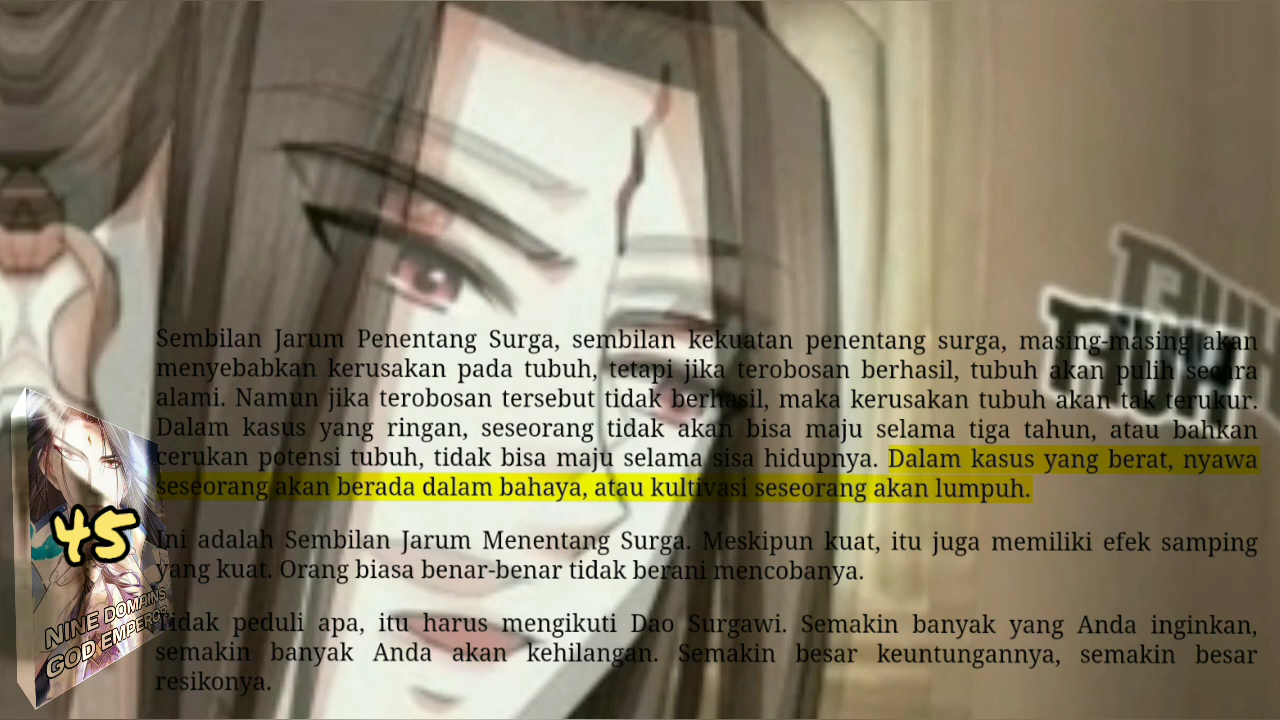 Sembilan Jarum Penentang Surga, sembilan kekuatan penentang surga, masing-masing akan
menyebabkan kerusakan pada tubuh, tetapi jika terobosan berhasil, tubuh akan pulih secara
alami. Namun jika terobosan tersebut tidak berhasil, maka kerusakan tubuh akan tak terukur.
Dalam kasus yang ringan, seseorang tidak akan bisa maju selama tiga tahun, atau bahkan
cerukan potensi tubuh, tidak bisa maju selama sisa hidupnya. Dalam kasus yang berat, nyawa
seseorang akan berada dalam bahaya, atau kultivasi seseorang akan lumpuh.
Ini adalah Sembilan Jarum Menentang Surga. Meskipun kuat, itu juga memiliki efek samping
yang kuat. Orang biasa benar-benar tidak berani mencobanya.
Tidak peduli apa, itu harus mengikuti Dao Surgawi. Semakin banyak yang Anda inginkan,
semakin banyak Anda akan kehilangan. Semakin besar keuntungannya, semakin besar
resikonya.
45
NINE DOMAINS
GOD EMPEROR